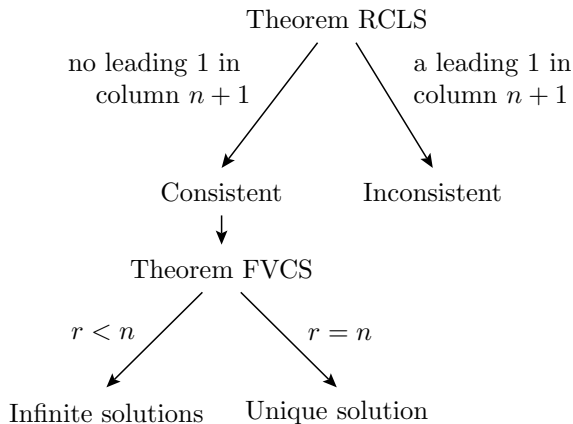 Theorem RCLS
no leading 1 in
column n + 1
a leading 1 in
column n + 1
Consistent
Inconsistent
Theorem FVCS
r < n
r = n
Infinite solutions
Unique solution